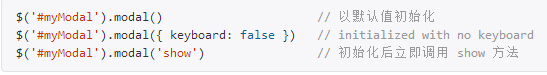 $('#myModal').modal()                      // 以默认值初始化
$('#myModal').modal({ keyboard: false })   // initialized with no keyboard
$('#myModal').modal('show')                // 初始化后立即调用 show 方法